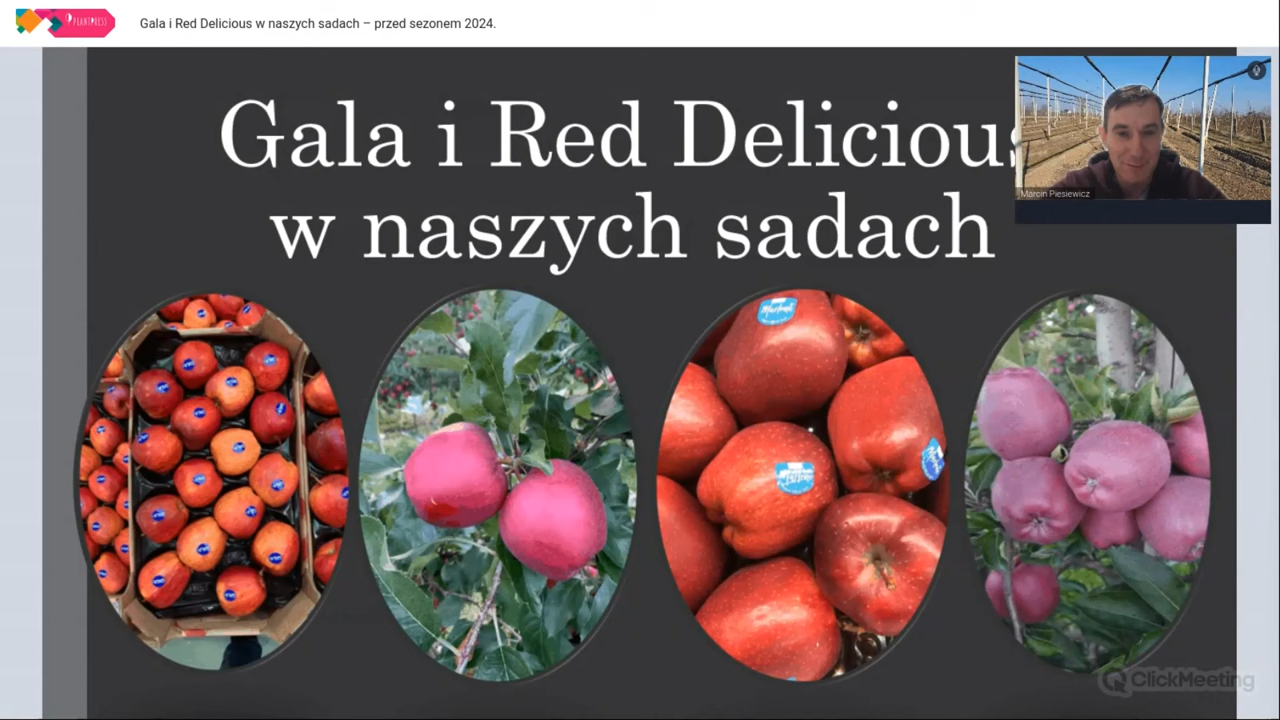 PLANTPRESS
Gala i Red Delicious w naszych sadach – przed sezonem 2024.
Gala i Red Delicious
w naszych sadach
Marcin Piesiewicz
ClickMeeting